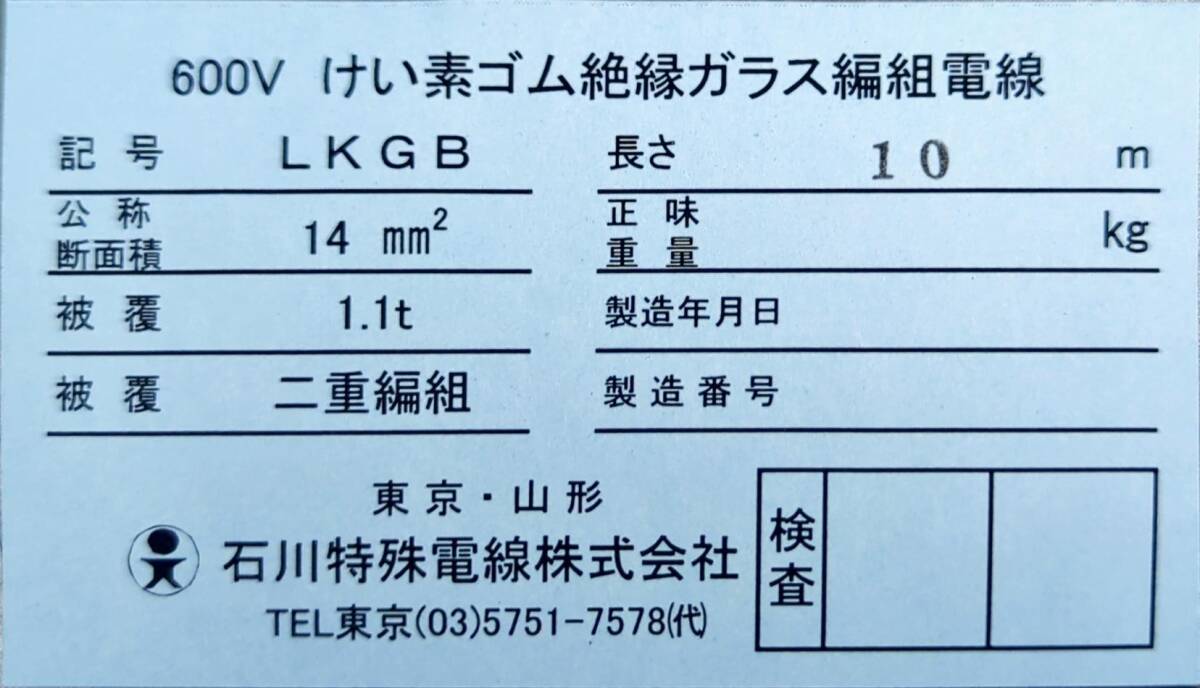 600V けい素ゴム絶縁ガラス編組電線
記号 LKGB
長さ 10 m
公称断面積 14 mm²
正味重量 kg
被覆 1.1t
製造年月日
被覆 二重編組
製造番号
東京・山形
石川特殊電線株式会社
TEL東京(03)5751-7578㈹
検査